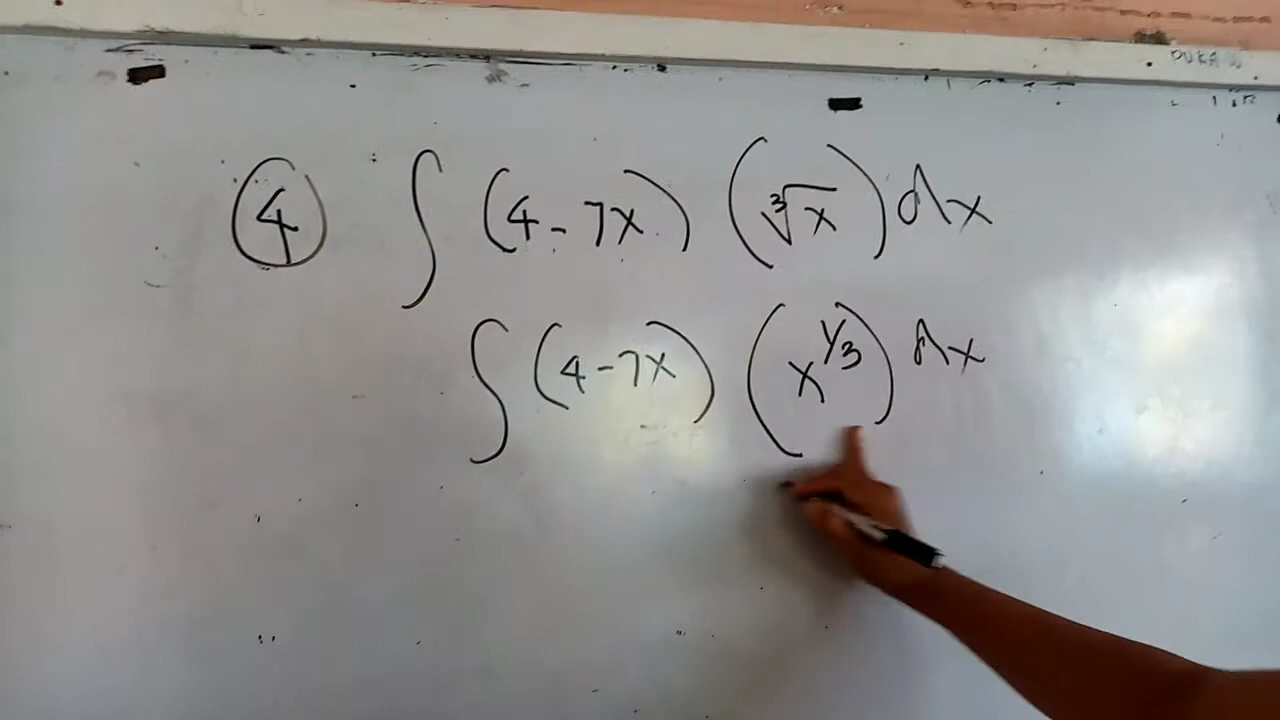 ④ ∫ (4-7x) (∛x) dx
∫ (4-7x) (x^{1/3}) dx